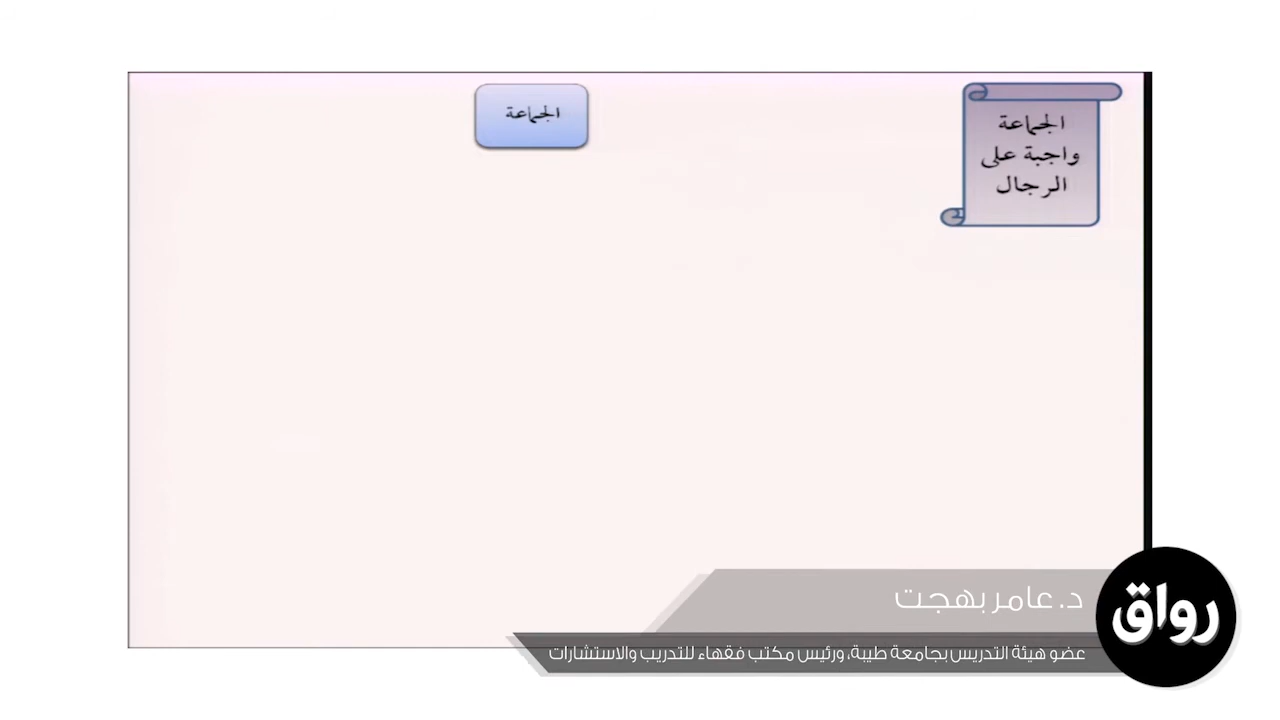 الجماعة
واجبة على
الرجال
الجماعة
د. عامر بهجت
عضو هيئة التدريس بجامعة طيبة، ورئيس مكتب فقهاء للتدريب والاستشارات
رواق